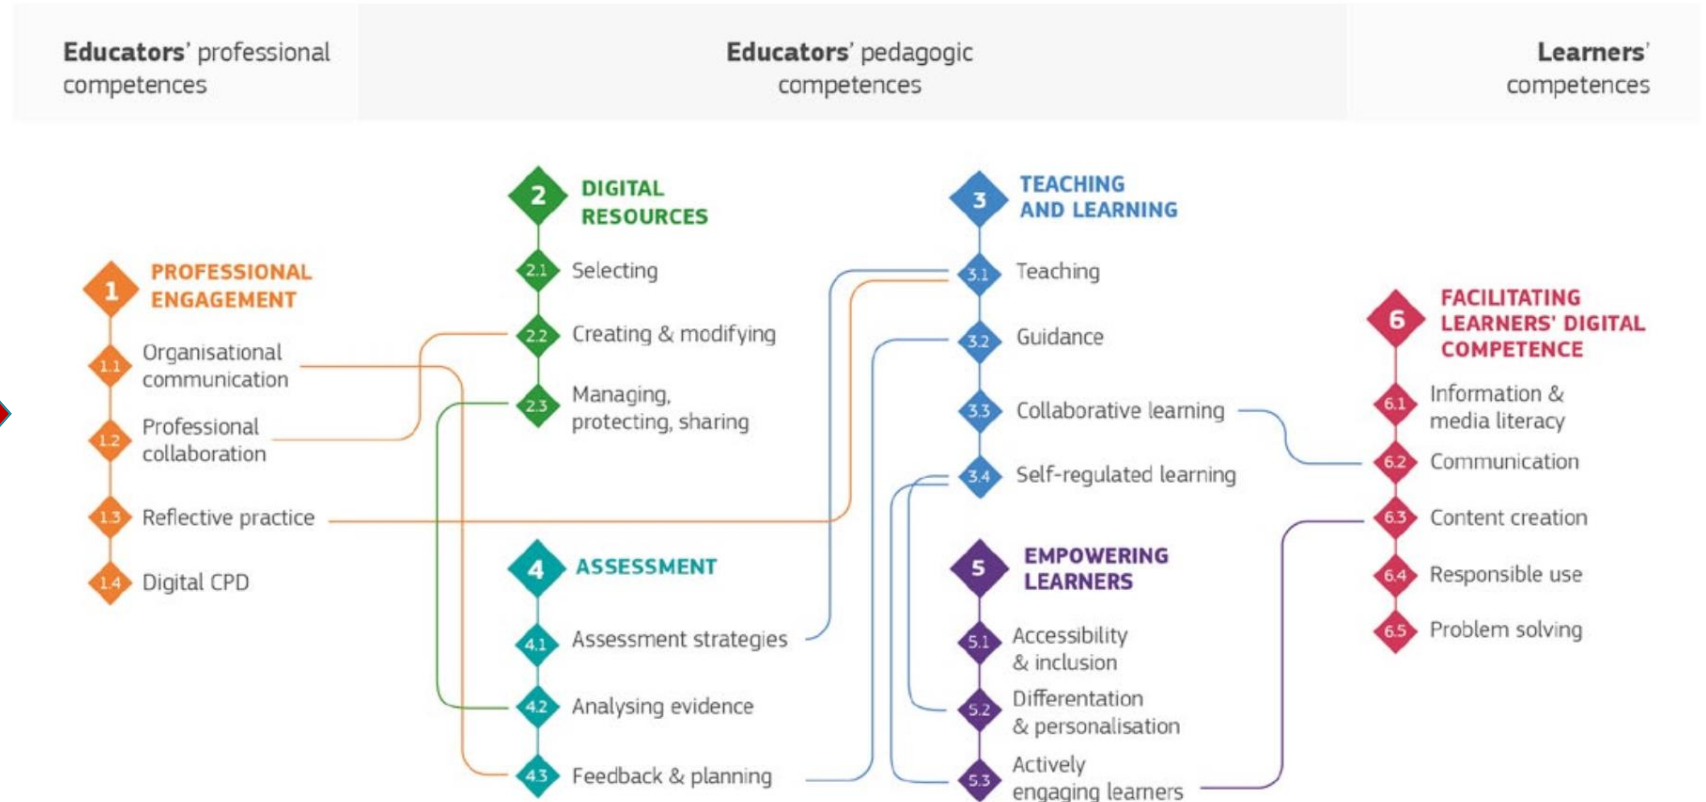 Educators' professional
competences
Educators' pedagogic
competences
Learners'
competences
1
PROFESSIONAL
ENGAGEMENT
1.1
Organisational
communication
1.2
Professional
collaboration
1.3
Reflective practice
1.4
Digital CPD
2
DIGITAL
RESOURCES
2.1
Selecting
2.2
Creating & modifying
2.3
Managing,
protecting, sharing
4
ASSESSMENT
4.1
Assessment strategies
4.2
Analysing evidence
4.3
Feedback & planning
3
TEACHING
AND LEARNING
3.1
Teaching
3.2
Guidance
3.3
Collaborative learning
3.4
Self-regulated learning
5
EMPOWERING
LEARNERS
5.1
Accessibility
& inclusion
5.2
Differentation
& personalisation
5.3
Actively
engaging learners
6
FACILITATING
LEARNERS' DIGITAL
COMPETENCE
6.1
Information &
media literacy
6.2
Communication
6.3
Content creation
6.4
Responsible use
6.5
Problem solving